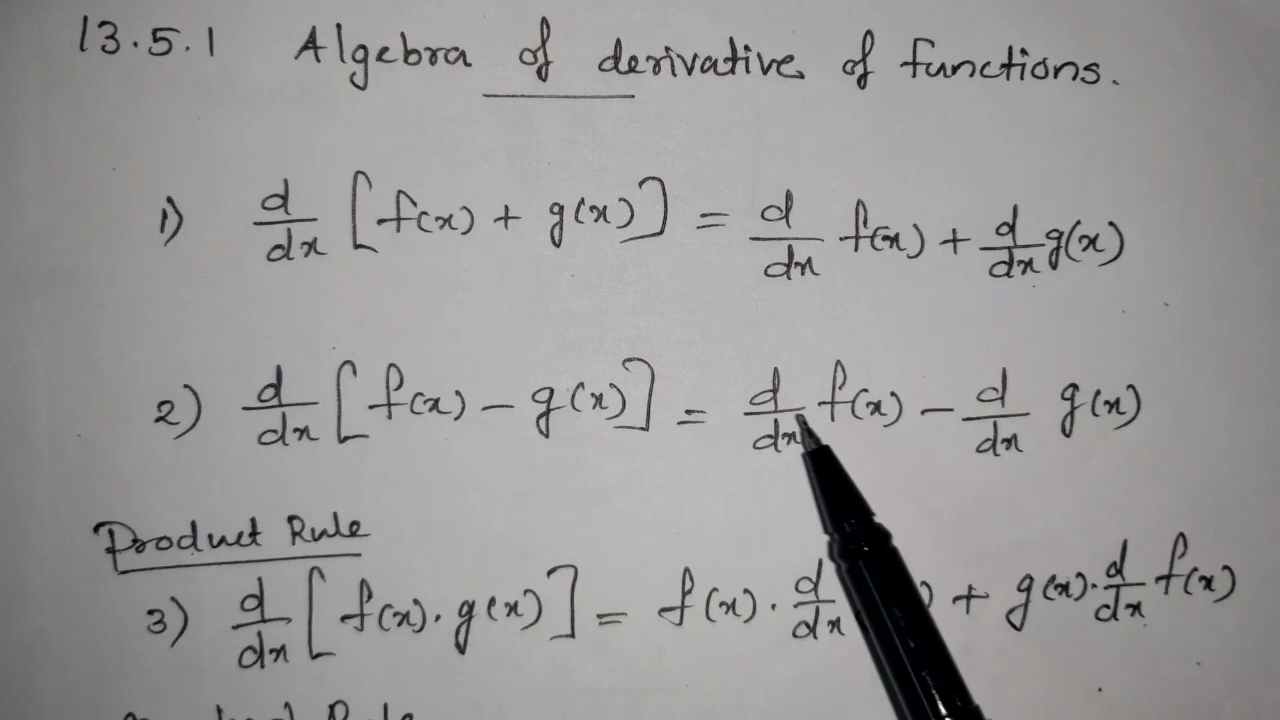 13.5.1 Algebra of derivative of functions.
1) d/dx [f(x) + g(x)] = d/dx f(x) + d/dx g(x)
2) d/dx [f(x) - g(x)] = d/dx f(x) - d/dx g(x)
Product Rule
3) d/dx [f(x) . g(x)] = f(x) . d/dx ) + g(x) . d/dx f(x)
Rule